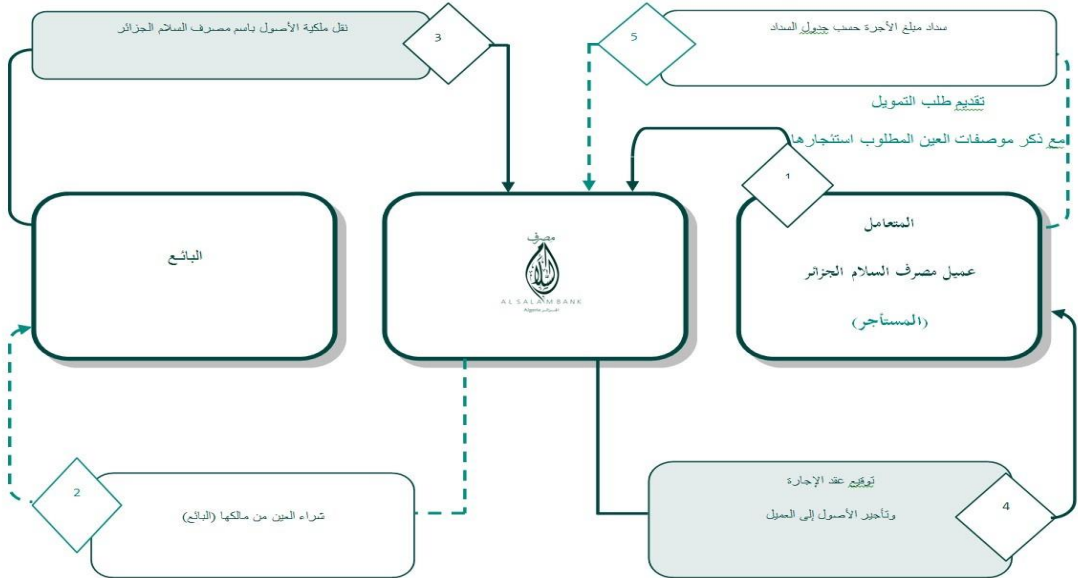 نقل ملكية الأصول باسم مصرف السلام الجزائر
3
5
سداد مبلغ الأجرة حسب جدول السداد
تقديم طلب التمويل
مع ذكر موصفات العين المطلوب استئجارها
1
المتعامل
عميل مصرف السلام الجزائر
(المستأجر)
مصرف
السلام
AL SALAM BANK
Algeria الجزائر
البائع
2
شراء العين من مالكها (البائع)
توقيع عقد الإجارة
وتأجير الأصول إلى العميل
4